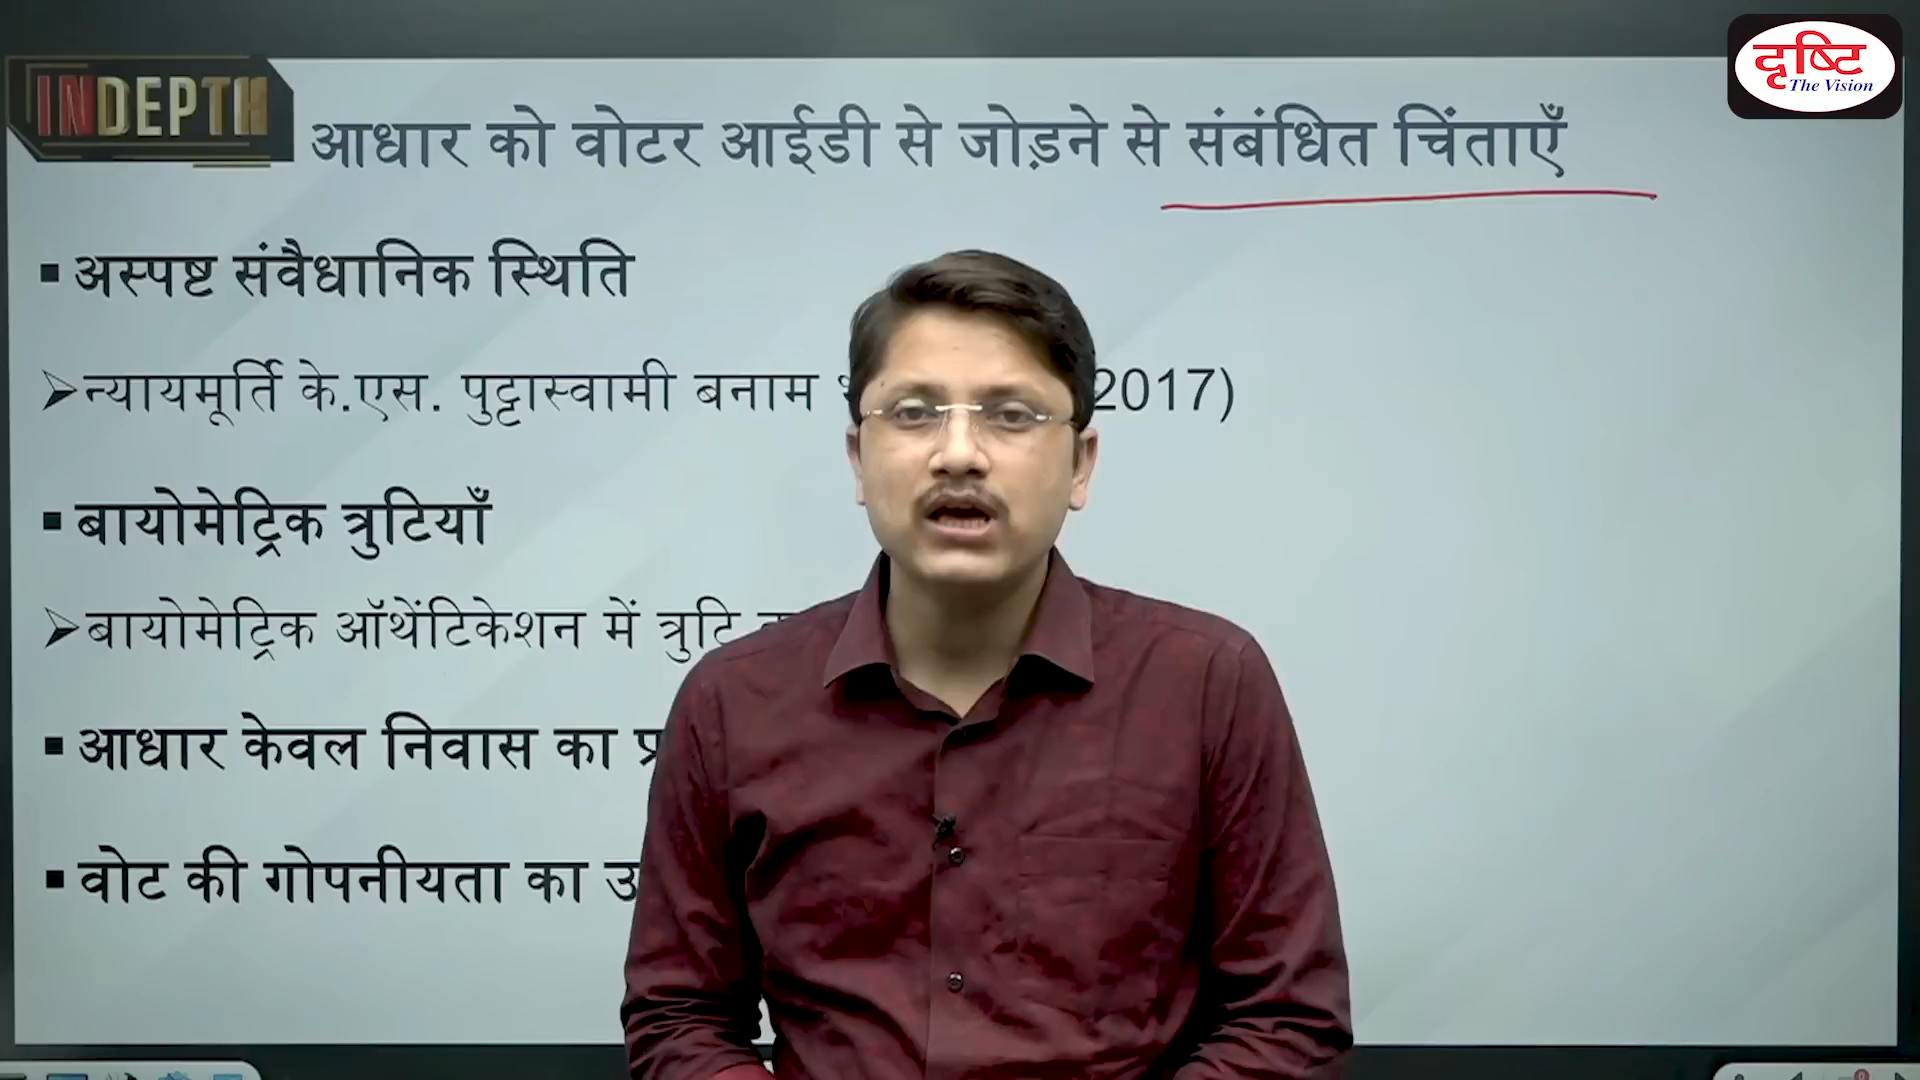 दृष्टि
The Vision
INDEPTH
आधार को वोटर आईडी से जोड़ने से संबंधित चिंताएँ
▪ अस्पष्ट संवैधानिक स्थिति
➢न्यायमूर्ति के.एस. पुट्टास्वामी बनाम 2017)
▪ बायोमेट्रिक त्रुटियाँ
➢बायोमेट्रिक ऑथेंटिकेशन में त्रुटि
▪ आधार केवल निवास का
▪ वोट की गोपनीयता का